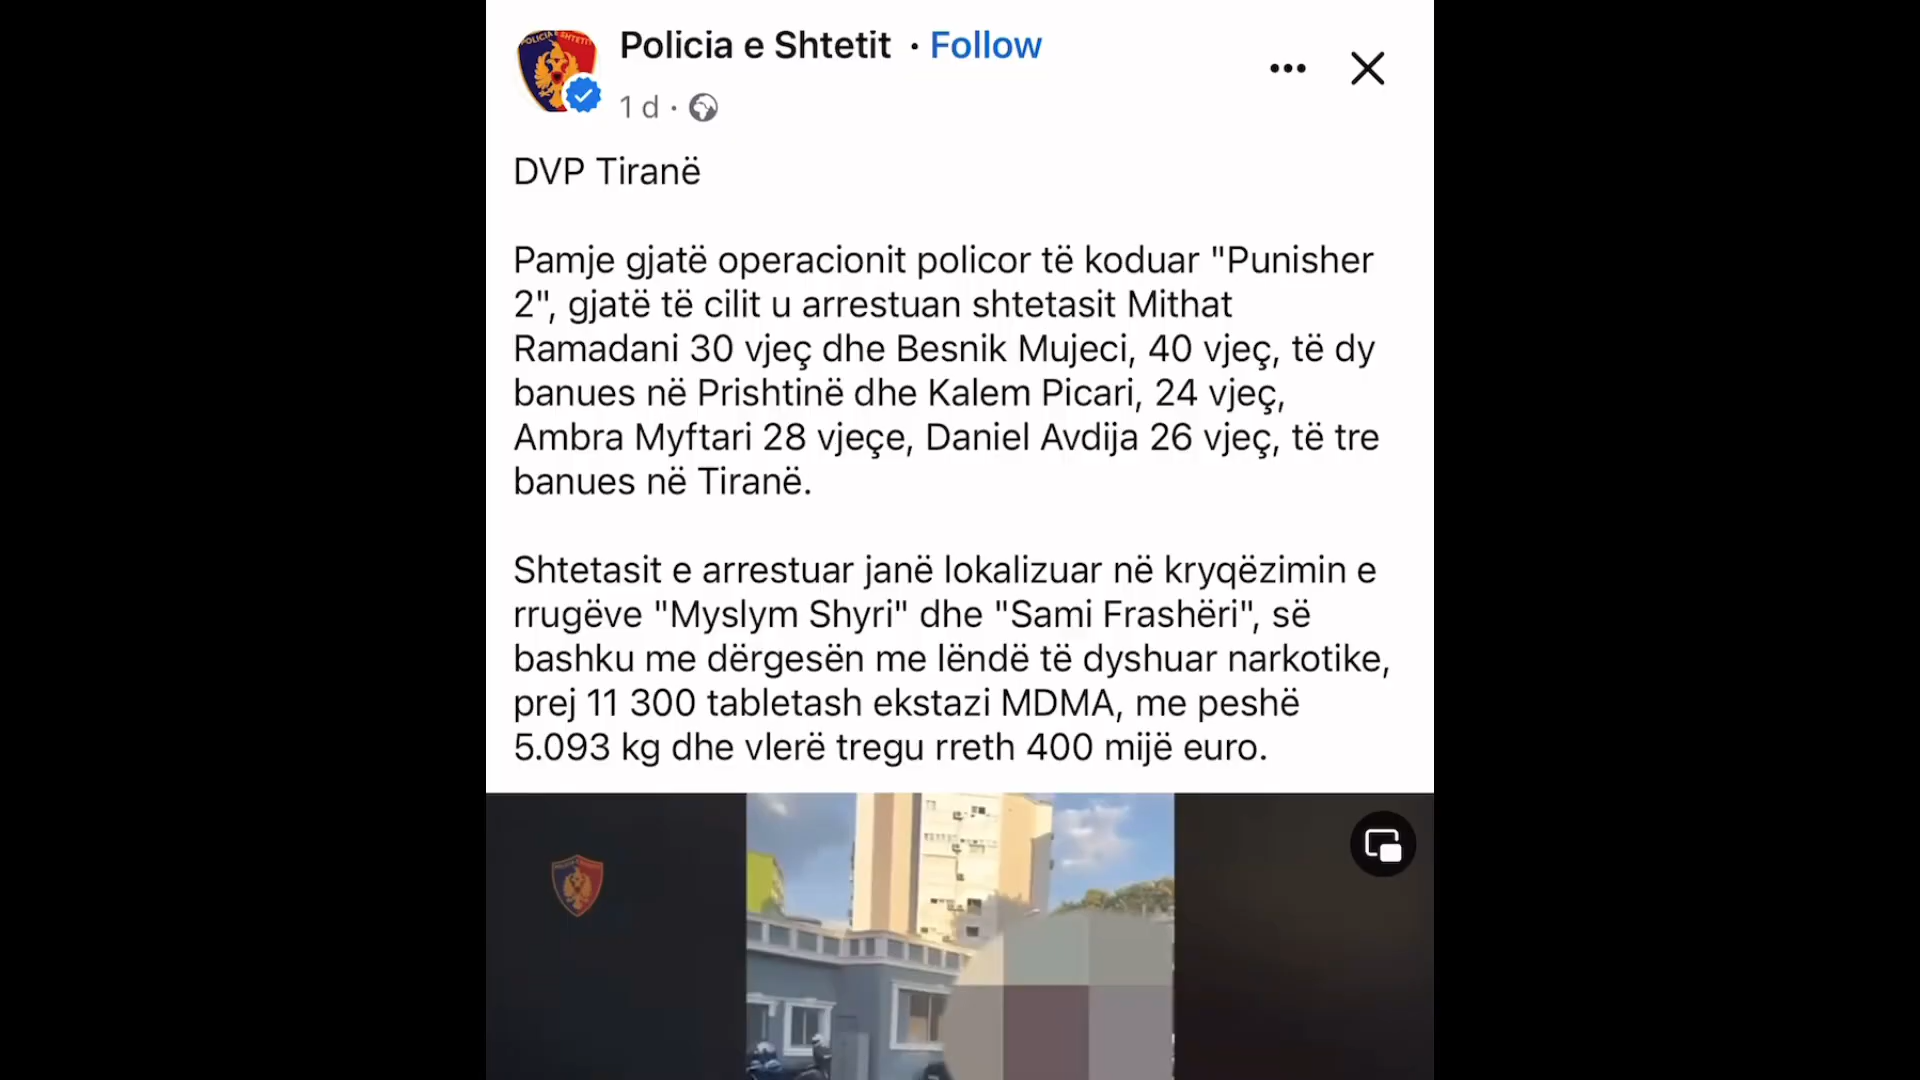 POLICIA E SHTETIT
Policia e Shtetit · Follow
1 d ·
DVP Tiranë
Pamje gjatë operacionit policor të koduar "Punisher
2", gjatë të cilit u arrestuan shtetasit Mithat
Ramadani 30 vjeç dhe Besnik Mujeci, 40 vjeç, të dy
banues në Prishtinë dhe Kalem Picari, 24 vjeç,
Ambra Myftari 28 vjeçe, Daniel Avdija 26 vjeç, të tre
banues në Tiranë.
Shtetasit e arrestuar janë lokalizuar në kryqëzimin e
rrugëve "Myslym Shyri" dhe "Sami Frashëri", së
bashku me dërgesën me lëndë të dyshuar narkotike,
prej 11 300 tabletash ekstazi MDMA, me peshë
5.093 kg dhe vlerë tregu rreth 400 mijë euro.
POLICIA E SHTETIT